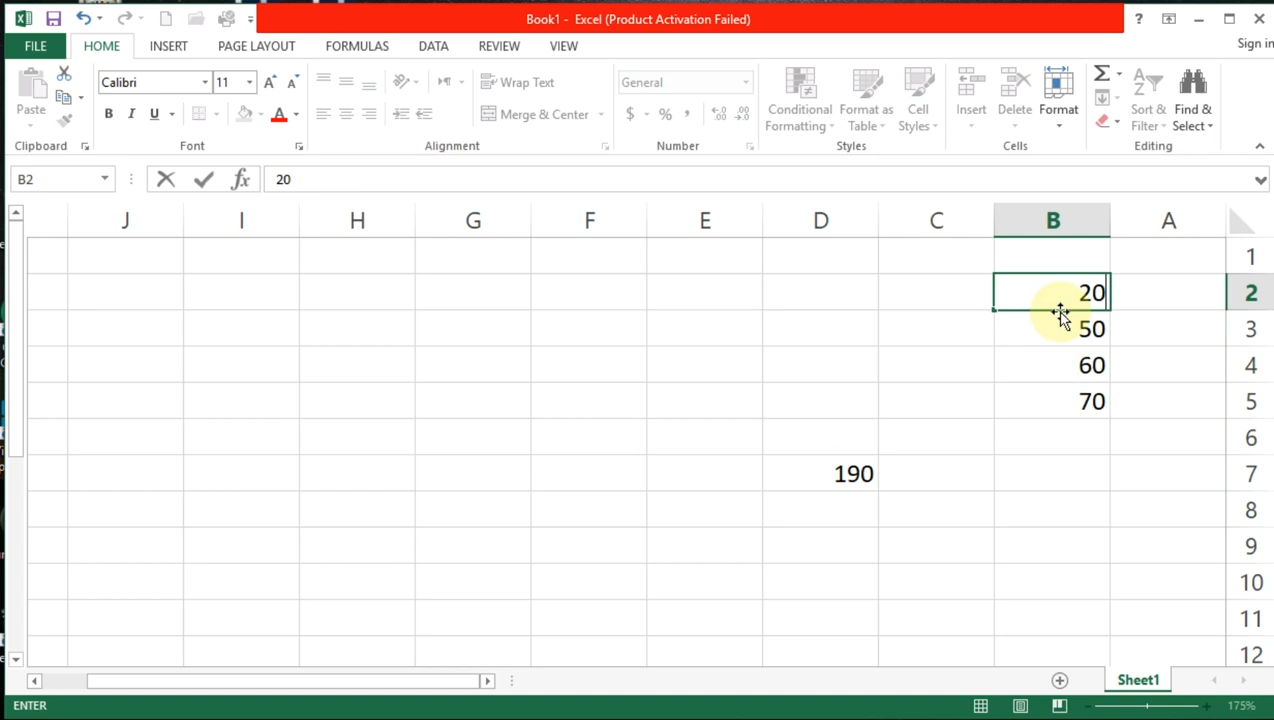 Book1 - Excel (Product Activation Failed)
?
Sign in
FILE HOME INSERT PAGE LAYOUT FORMULAS DATA REVIEW VIEW
Paste
Calibri 11
B I U A
Wrap Text
Merge & Center
General
$ % ,
Conditional Formatting
Format as Table
Cell Styles
Insert
Delete
Format
Sort & Filter
Find & Select
Clipboard Font Alignment Number Styles Cells Editing
B2 fx 20
J I H G F E D C B A
1
20 2
50 3
60 4
70 5
6
190 7
8
9
10
11
12
Sheet1
ENTER 175%